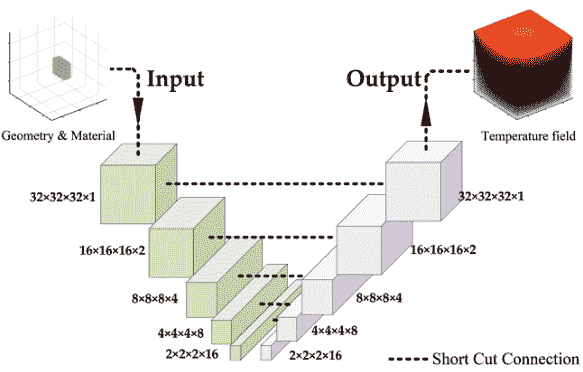 Input
Output
Geometry & Material
Temperature field
32×32×32×1
32×32×32×1
16×16×16×2
16×16×16×2
8×8×8×4
8×8×8×4
4×4×4×8
4×4×4×8
2×2×2×16
2×2×2×16
Short Cut Connection